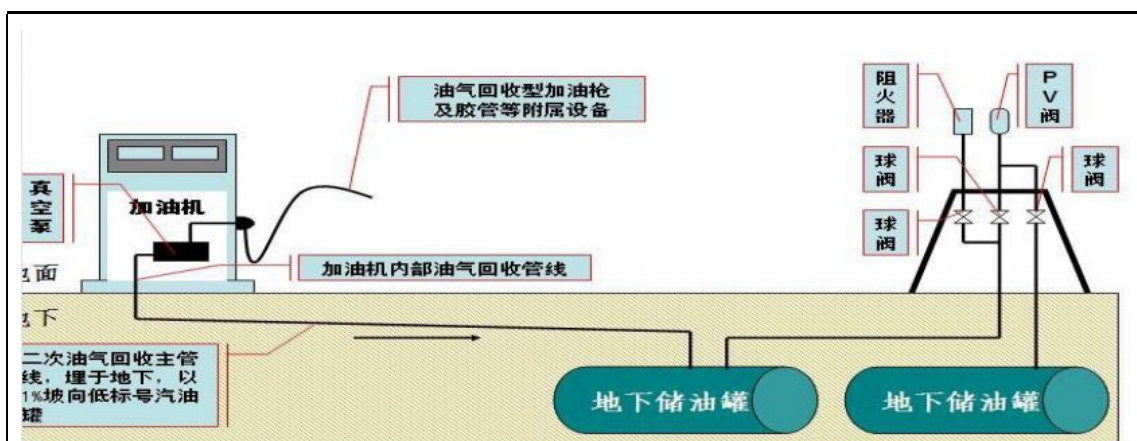 油气回收型加油枪
及胶管等附属设备
阻
火
器
P
V
阀
球
阀
球
阀
球
阀
真
空
泵
加油机
加油机内部油气回收管线
地面
地下
二次油气回收主管
线，埋于地下，以
1%坡向低标号汽油
罐
地下储油罐
地下储油罐